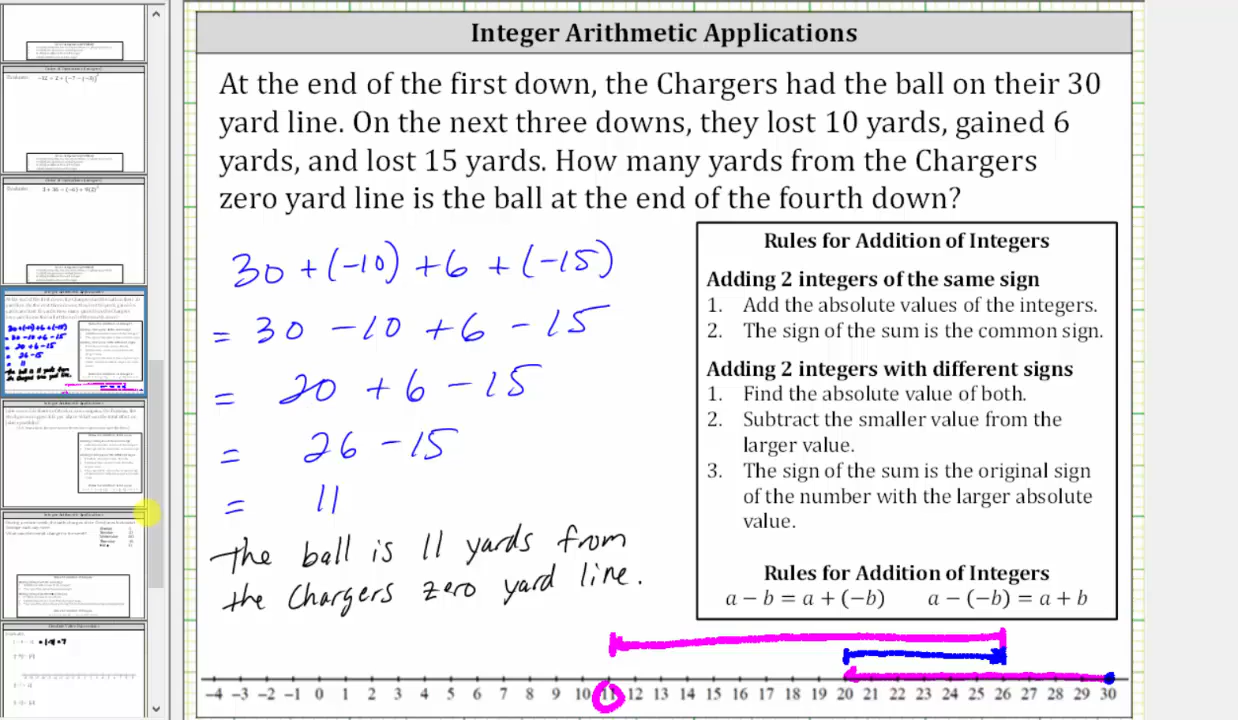 Integer Arithmetic Applications
At the end of the first down, the Chargers had the ball on their 30
yard line. On the next three downs, they lost 10 yards, gained 6
yards, and lost 15 yards. How many yards from the Chargers
zero yard line is the ball at the end of the fourth down?
30 + (-10) + 6 + (-15)
= 30 - 10 + 6 - 15
= 20 + 6 - 15
= 26 - 15
= 11
the ball is 11 yards from
the Chargers zero yard line.
Rules for Addition of Integers
Adding 2 integers of the same sign
1. Add the absolute values of the integers.
2. The sign of the sum is the common sign.
Adding 2 integers with different signs
1. Find the absolute value of both.
2. Subtract the smaller value from the
larger value.
3. The sign of the sum is the original sign
of the number with the larger absolute
value.
Rules for Addition of Integers
a − b = a + (−b) a − (−b) = a + b
−4 −3 −2 −1 0 1 2 3 4 5 6 7 8 9 10 11 12 13 14 15 16 17 18 19 20 21 22 23 24 25 26 27 28 29 30